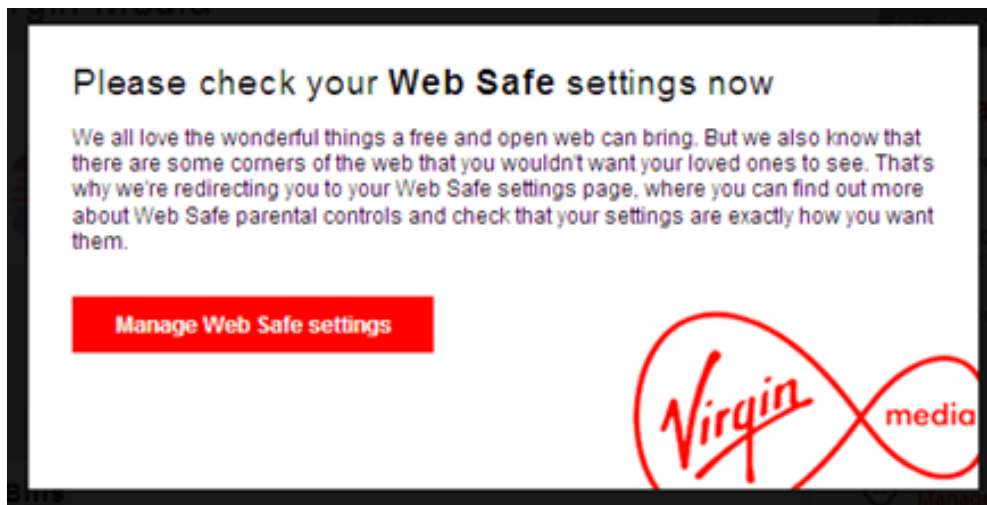 Please check your Web Safe settings now
We all love the wonderful things a free and open web can bring. But we also know that
there are some corners of the web that you wouldn't want your loved ones to see. That's
why we're redirecting you to your Web Safe settings page, where you can find out more
about Web Safe parental controls and check that your settings are exactly how you want
them.
Manage Web Safe settings
Virgin media
Bills
Manage